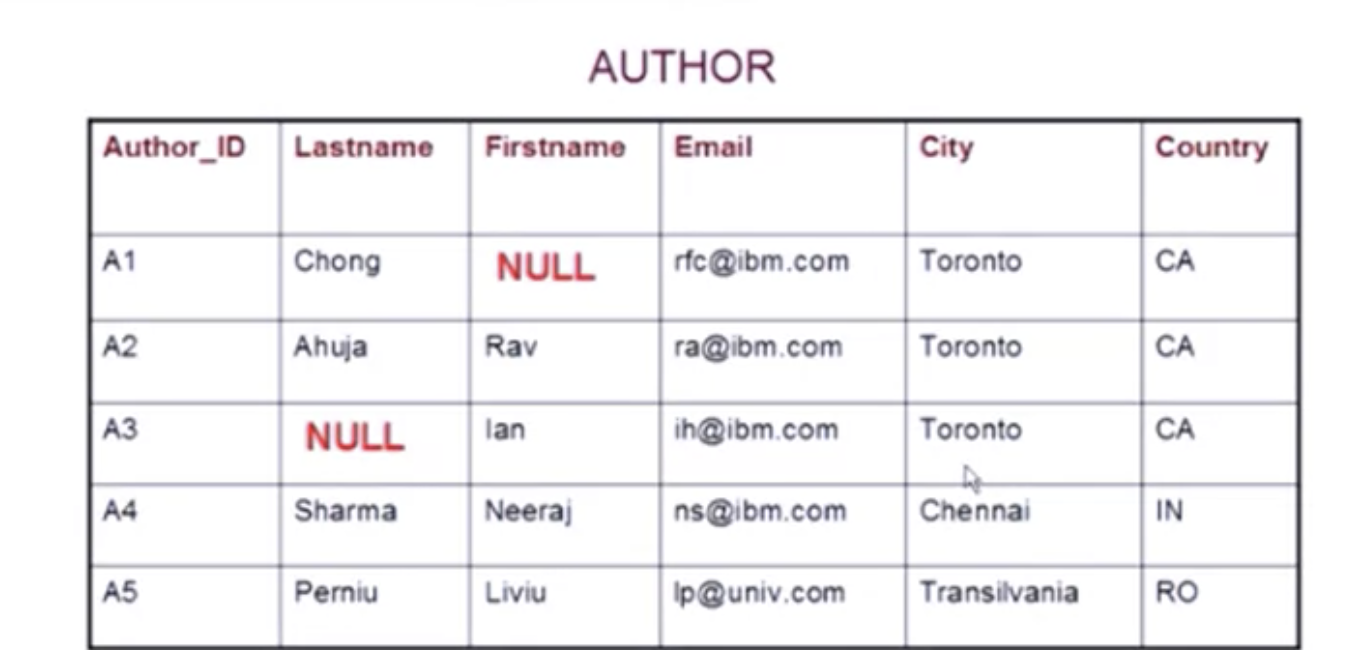 AUTHOR
Author_ID Lastname Firstname Email City Country
A1 Chong NULL rfc@ibm.com Toronto CA
A2 Ahuja Rav ra@ibm.com Toronto CA
A3 NULL Ian ih@ibm.com Toronto CA
A4 Sharma Neeraj ns@ibm.com Chennai IN
A5 Perniu Liviu lp@univ.com Transilvania RO